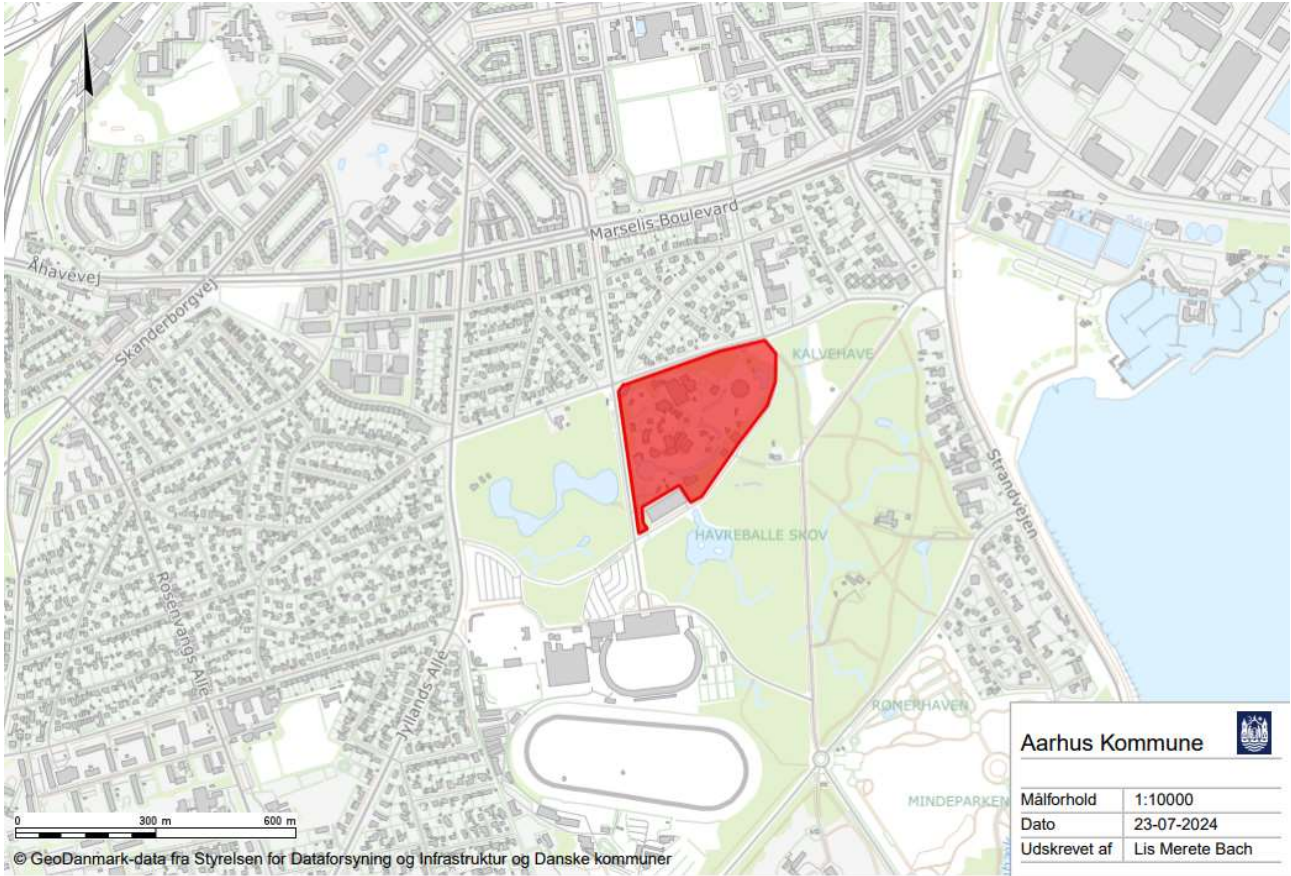 Marselis Boulevard
Åhavevej
Skanderborgvej
KALVEHAVE
Strandvejen
HAVREBALLE SKOV
Rosenvangs Alle
Jyllands Alle
RØMERHAVEN
MINDEPARKEN
Aarhus Kommune
Målforhold 1:10000
Dato 23-07-2024
Udskrevet af Lis Merete Bach
0 300 m 600 m
© GeoDanmark-data fra Styrelsen for Dataforsyning og Infrastruktur og Danske kommuner